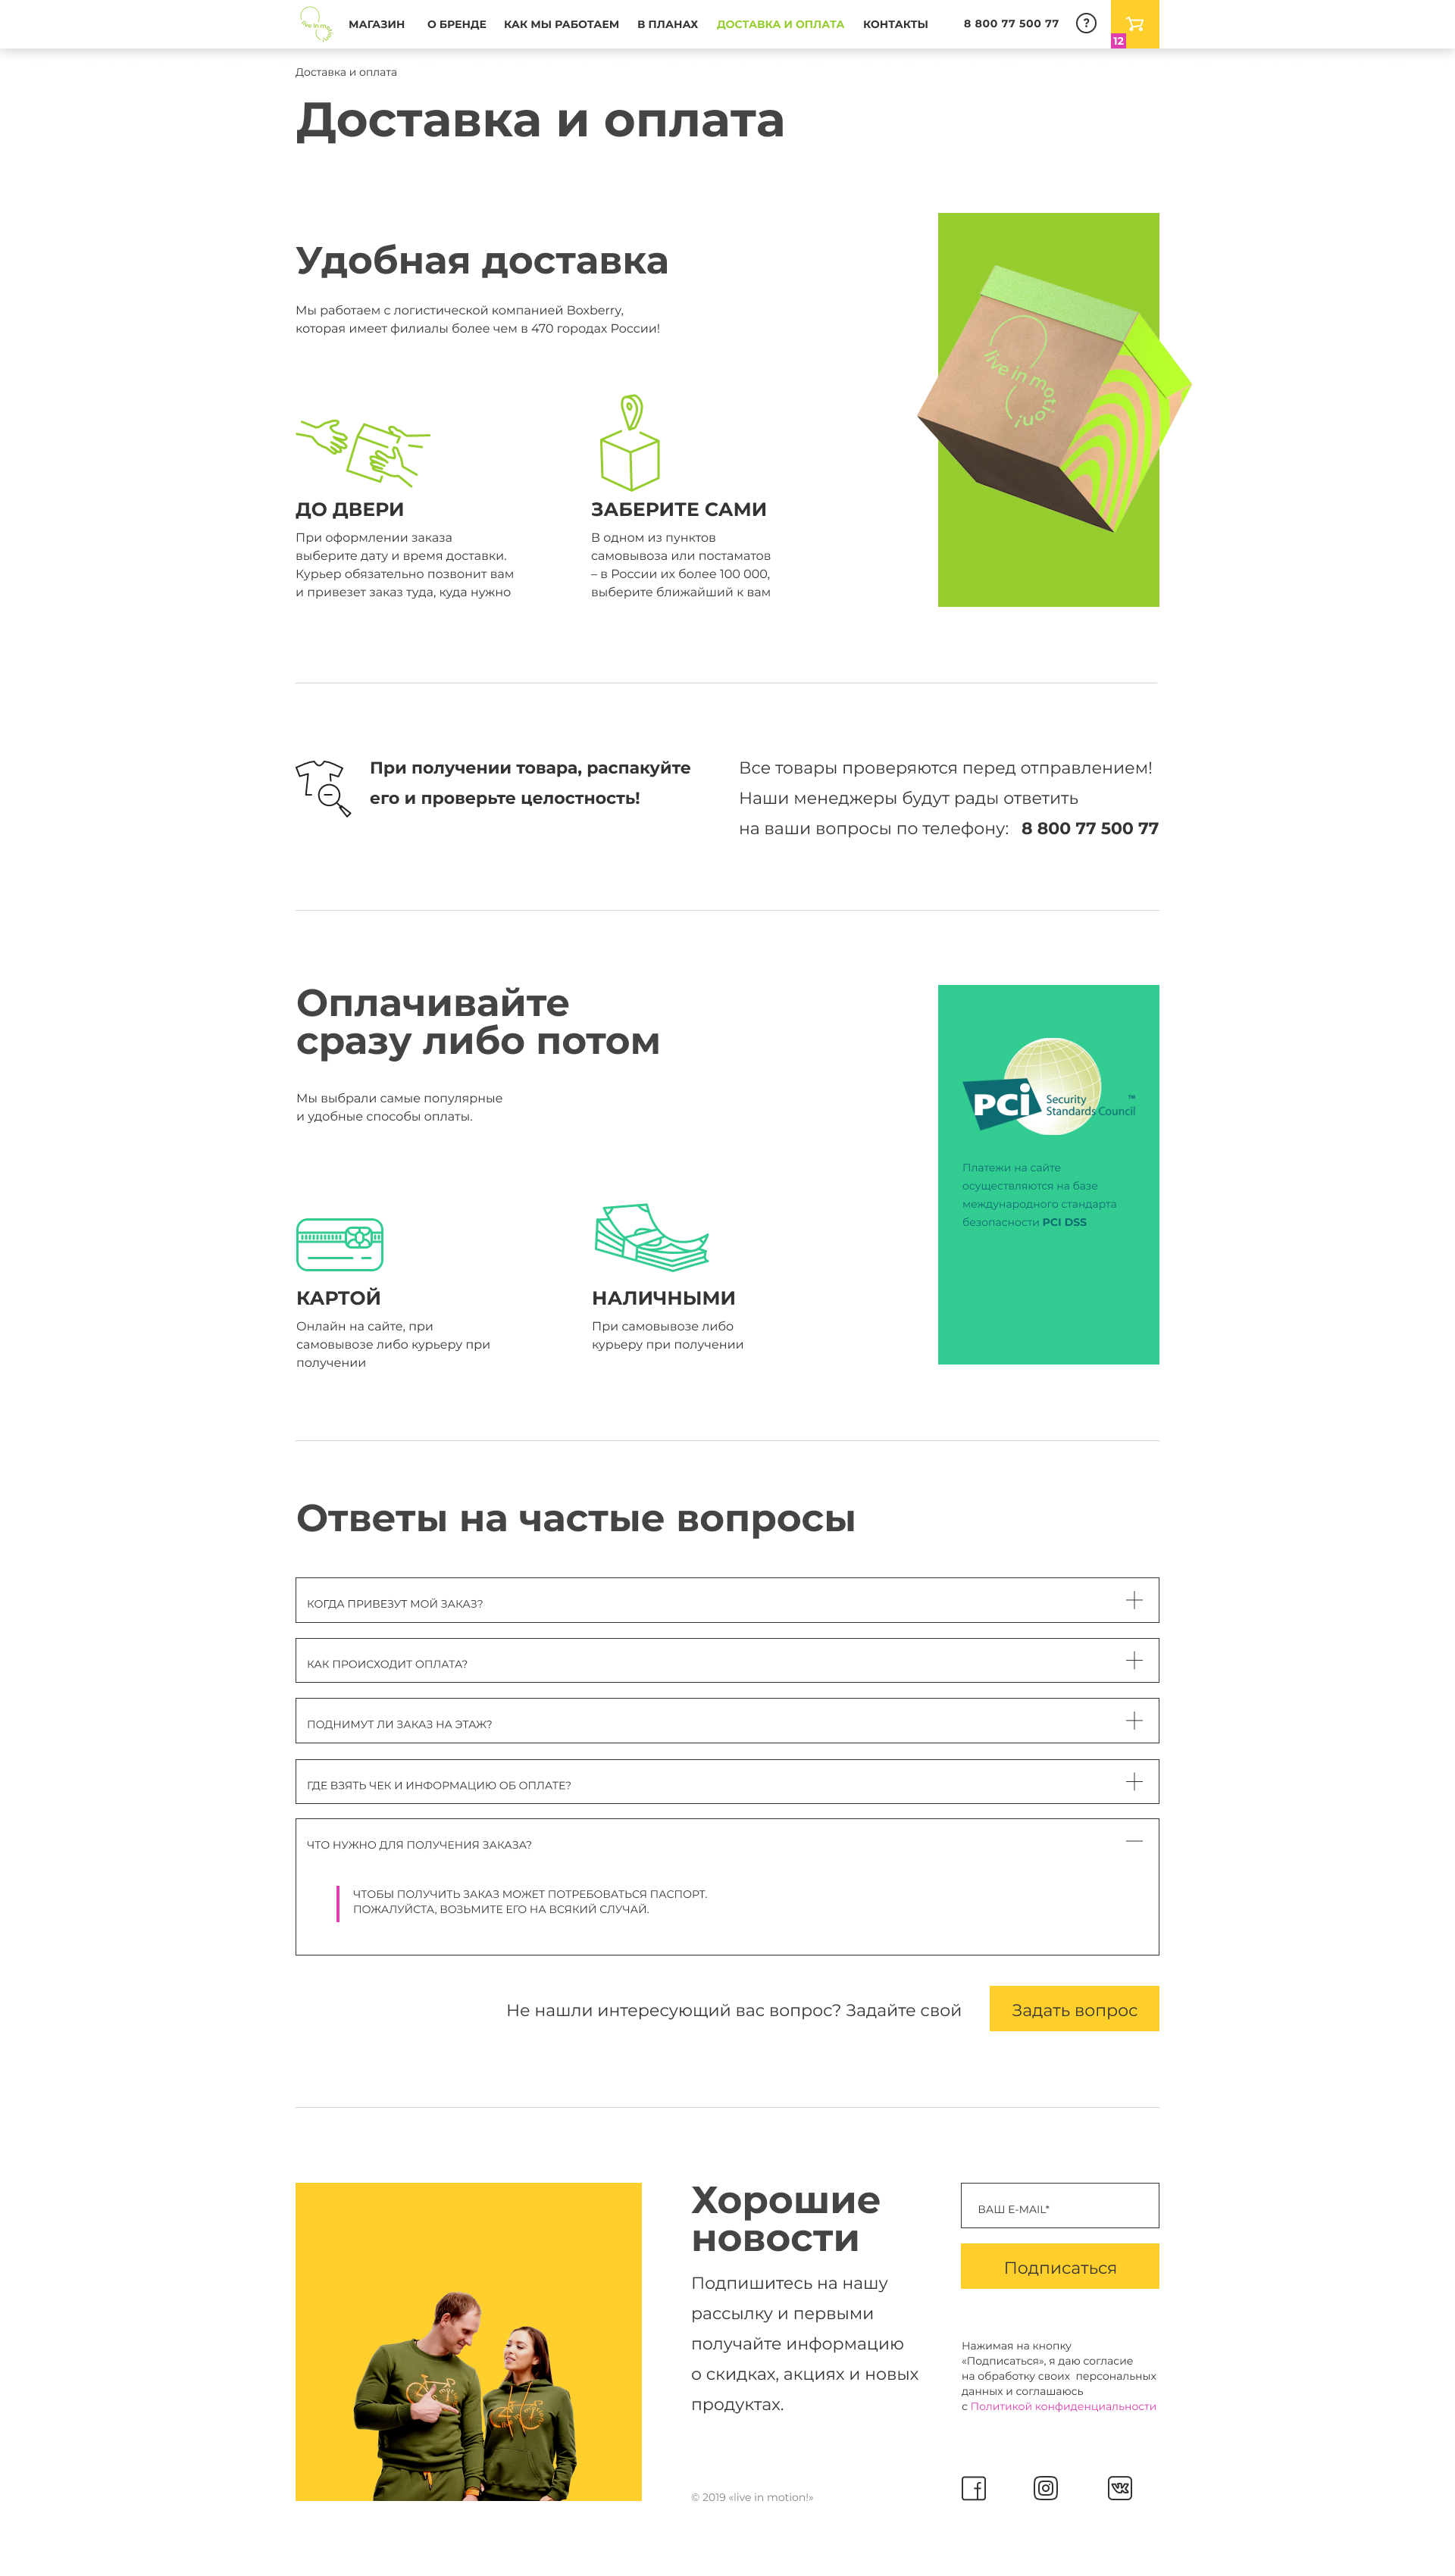 live in motion!
МАГАЗИН
О БРЕНДЕ
КАК МЫ РАБОТАЕМ
В ПЛАНАХ
ДОСТАВКА И ОПЛАТА
КОНТАКТЫ
8 800 77 500 77
?
12
Доставка и оплата
Доставка и оплата
Удобная доставка
Мы работаем с логистической компанией Boxberry,
которая имеет филиалы более чем в 470 городах России!
live in motion!
ДО ДВЕРИ
При оформлении заказа
выберите дату и время доставки.
Курьер обязательно позвонит вам
и привезет заказ туда, куда нужно
ЗАБЕРИТЕ САМИ
В одном из пунктов
самовывоза или постаматов
– в России их более 100 000,
выберите ближайший к вам
При получении товара, распакуйте
его и проверьте целостность!
Все товары проверяются перед отправлением!
Наши менеджеры будут рады ответить
на ваши вопросы по телефону: 8 800 77 500 77
Оплачивайте
сразу либо потом
Мы выбрали самые популярные
и удобные способы оплаты.
PCi Security
Standards Council ™
Платежи на сайте
осуществляются на базе
международного стандарта
безопасности PCI DSS
КАРТОЙ
Онлайн на сайте, при
самовывозе либо курьеру при
получении
НАЛИЧНЫМИ
При самовывозе либо
курьеру при получении
Ответы на частые вопросы
КОГДА ПРИВЕЗУТ МОЙ ЗАКАЗ?
КАК ПРОИСХОДИТ ОПЛАТА?
ПОДНИМУТ ЛИ ЗАКАЗ НА ЭТАЖ?
ГДЕ ВЗЯТЬ ЧЕК И ИНФОРМАЦИЮ ОБ ОПЛАТЕ?
ЧТО НУЖНО ДЛЯ ПОЛУЧЕНИЯ ЗАКАЗА?
ЧТОБЫ ПОЛУЧИТЬ ЗАКАЗ МОЖЕТ ПОТРЕБОВАТЬСЯ ПАСПОРТ.
ПОЖАЛУЙСТА, ВОЗЬМИТЕ ЕГО НА ВСЯКИЙ СЛУЧАЙ.
Не нашли интересующий вас вопрос? Задайте свой
Задать вопрос
Хорошие
новости
Подпишитесь на нашу
рассылку и первыми
получайте информацию
о скидках, акциях и новых
продуктах.
© 2019 «live in motion!»
ВАШ E-MAIL*
Подписаться
Нажимая на кнопку
«Подписаться», я даю согласие
на обработку своих персональных
данных и соглашаюсь
с Политикой конфиденциальности